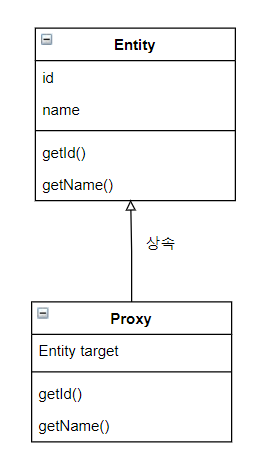 Entity
id
name
getId()
getName()
상속
Proxy
Entity target
getId()
getName()